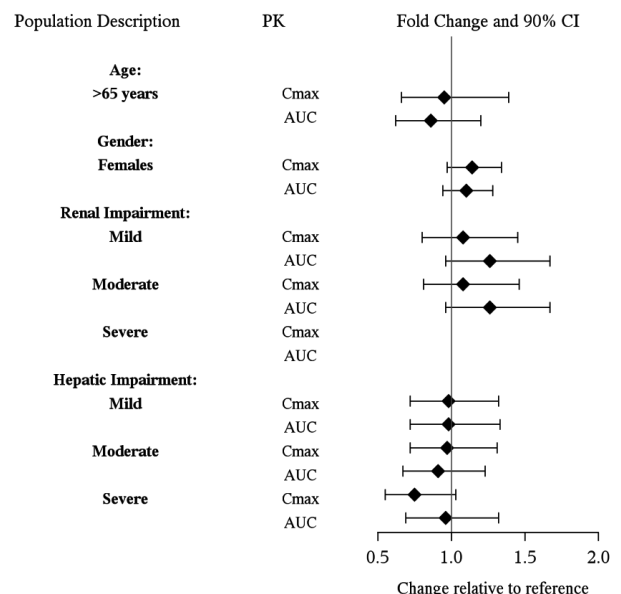 Population Description PK Fold Change and 90% CI
Age:
>65 years Cmax
AUC
Gender:
Females Cmax
AUC
Renal Impairment:
Mild Cmax
AUC
Moderate Cmax
AUC
Severe Cmax
AUC
Hepatic Impairment:
Mild Cmax
AUC
Moderate Cmax
AUC
Severe Cmax
AUC
0.5 1.0 1.5 2.0
Change relative to reference